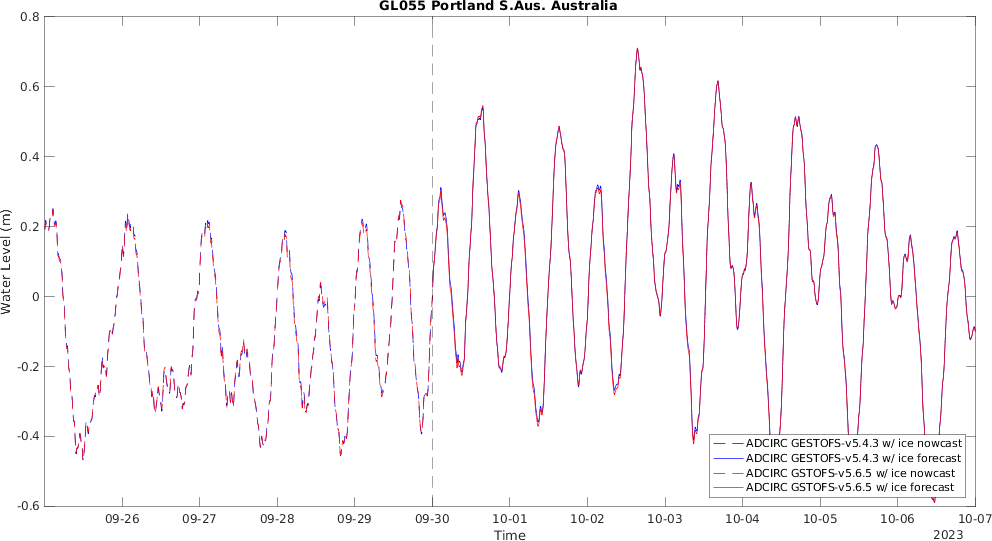 GL055 Portland S.Aus. Australia
0.8
0.6
0.4
0.2
0
-0.2
-0.4
-0.6
Water Level (m)
ADCIRC GESTOFS-v5.4.3 w/ ice nowcast
ADCIRC GESTOFS-v5.4.3 w/ ice forecast
ADCIRC GSTOFS-v5.6.5 w/ ice nowcast
ADCIRC GSTOFS-v5.6.5 w/ ice forecast
09-26 09-27 09-28 09-29 09-30 10-01 10-02 10-03 10-04 10-05 10-06 10-07
Time
2023